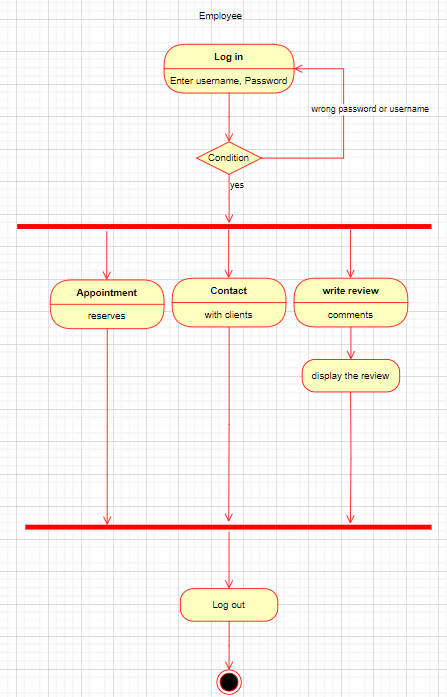 Employee
Log in
Enter username, Password
wrong password or username
Condition
yes
Appointment
reserves
Contact
with clients
write review
comments
display the review
Log out